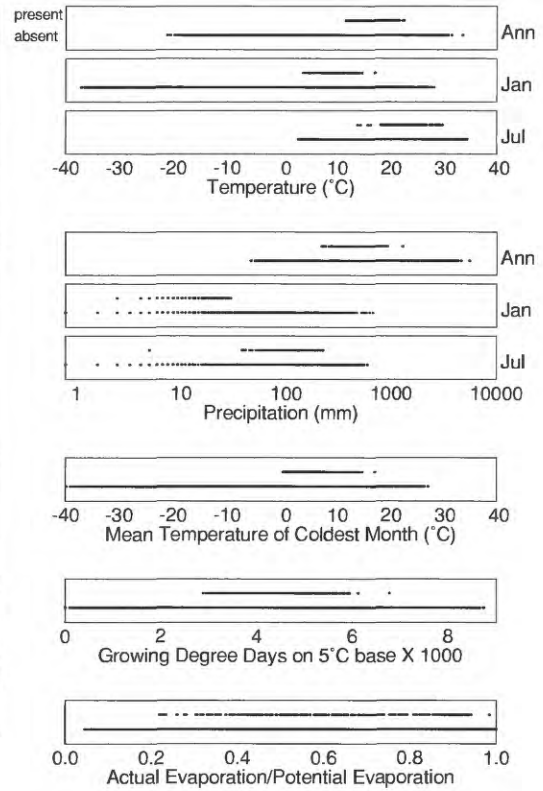 present
absent
Ann
Jan
Jul
-40 -30 -20 -10 0 10 20 30 40
Temperature (˚C)
Ann
Jan
Jul
1 10 100 1000 10000
Precipitation (mm)
-40 -30 -20 -10 0 10 20 30 40
Mean Temperature of Coldest Month (˚C)
0 2 4 6 8
Growing Degree Days on 5˚C base X 1000
0.0 0.2 0.4 0.6 0.8 1.0
Actual Evaporation/Potential Evaporation